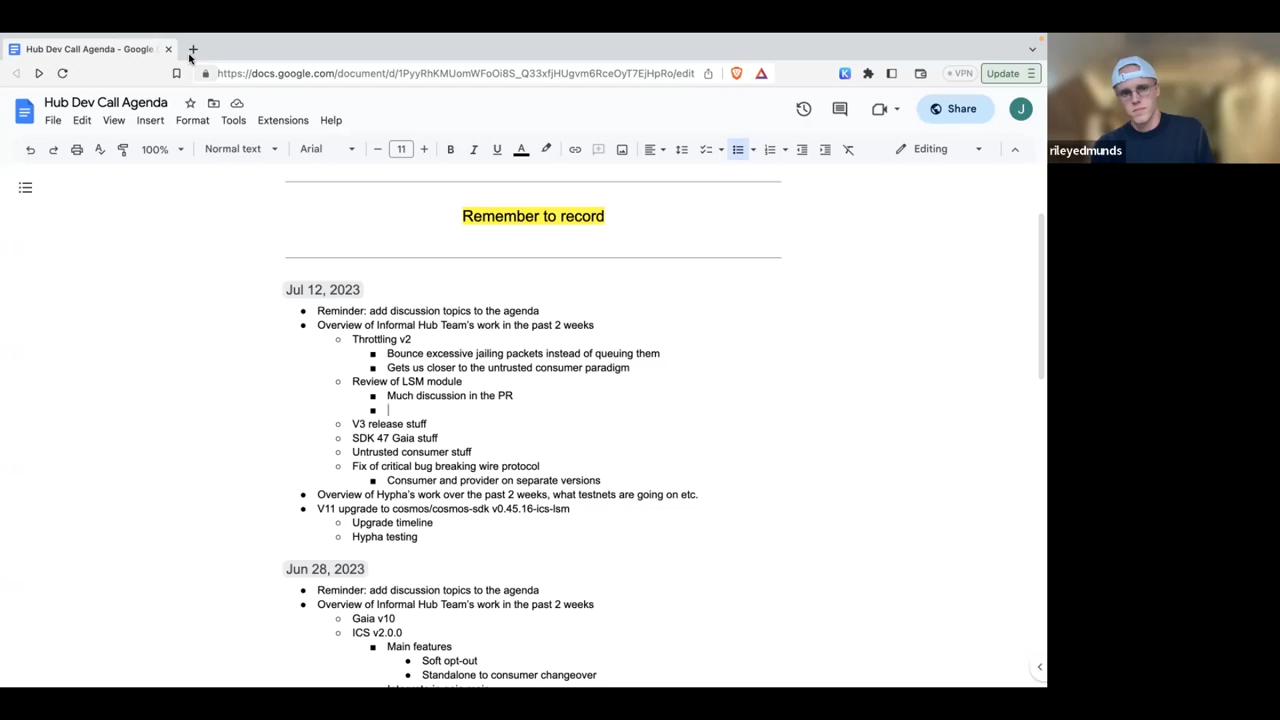 Hub Dev Call Agenda - Google
https://docs.google.com/document/d/1PyyRhKMUomWFoOi8S_Q33xfjHUgvm6RceOyT7EjHpRo/edit
VPN
Update
Hub Dev Call Agenda
File Edit View Insert Format Tools Extensions Help
Share
J
100% Normal text Arial 11 B I U A Editing
rileyedmunds
Remember to record
Jul 12, 2023
Reminder: add discussion topics to the agenda
Overview of Informal Hub Team's work in the past 2 weeks
Throttling v2
Bounce excessive jailing packets instead of queuing them
Gets us closer to the untrusted consumer paradigm
Review of LSM module
Much discussion in the PR
V3 release stuff
SDK 47 Gaia stuff
Untrusted consumer stuff
Fix of critical bug breaking wire protocol
Consumer and provider on separate versions
Overview of Hypha's work over the past 2 weeks, what testnets are going on etc.
V11 upgrade to cosmos/cosmos-sdk v0.45.16-ics-lsm
Upgrade timeline
Hypha testing
Jun 28, 2023
Reminder: add discussion topics to the agenda
Overview of Informal Hub Team's work in the past 2 weeks
Gaia v10
ICS v2.0.0
Main features
Soft opt-out
Standalone to consumer changeover